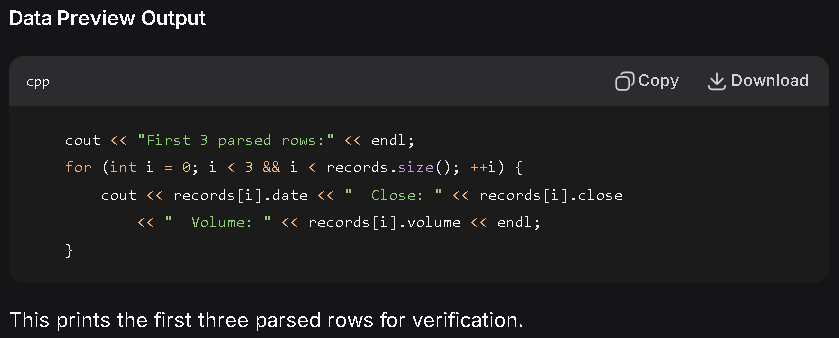 Data Preview Output
cpp
Copy
Download
cout << "First 3 parsed rows:" << endl;
for (int i = 0; i < 3 && i < records.size(); ++i) {
    cout << records[i].date << "  Close: " << records[i].close
        << "  Volume: " << records[i].volume << endl;
}
This prints the first three parsed rows for verification.